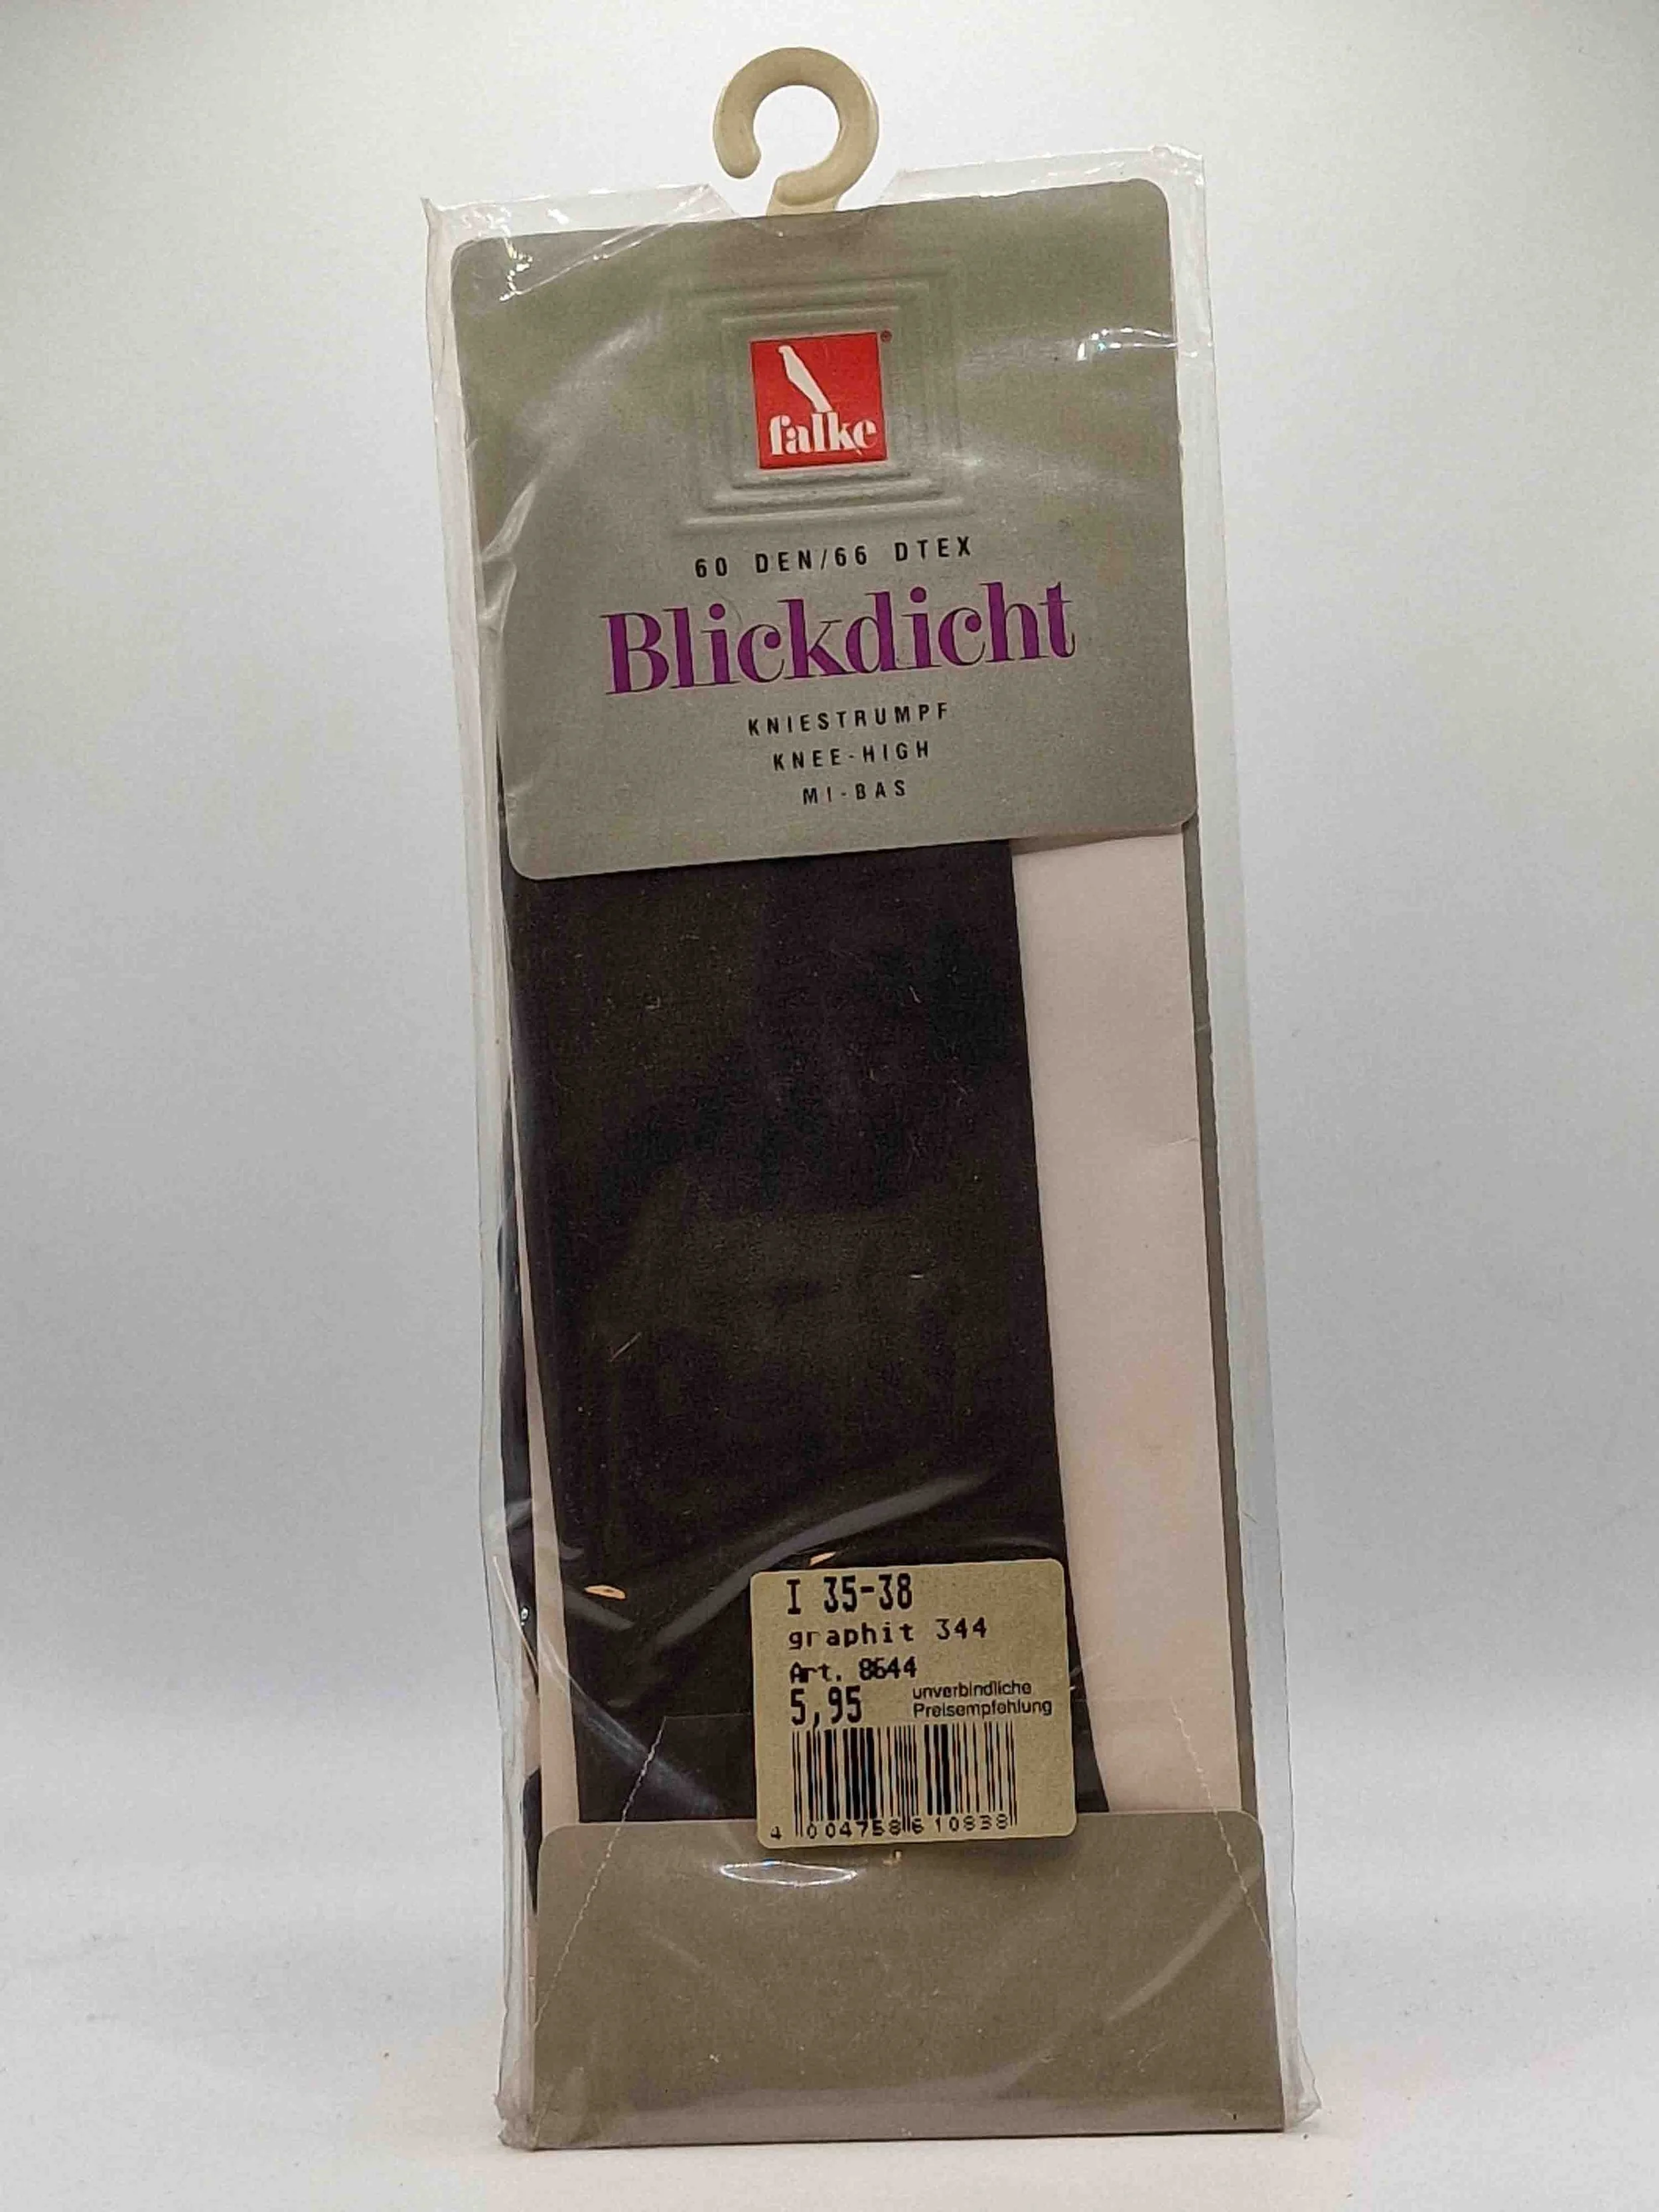 ®
falke
60 DEN/66 DTEX
Blickdicht
KNIESTRUMPF
KNEE-HIGH
MI-BAS
I 35-38
graphit 344
Art. 8644
5,95 unverbindliche
Preisempfehlung
4 004758 610838